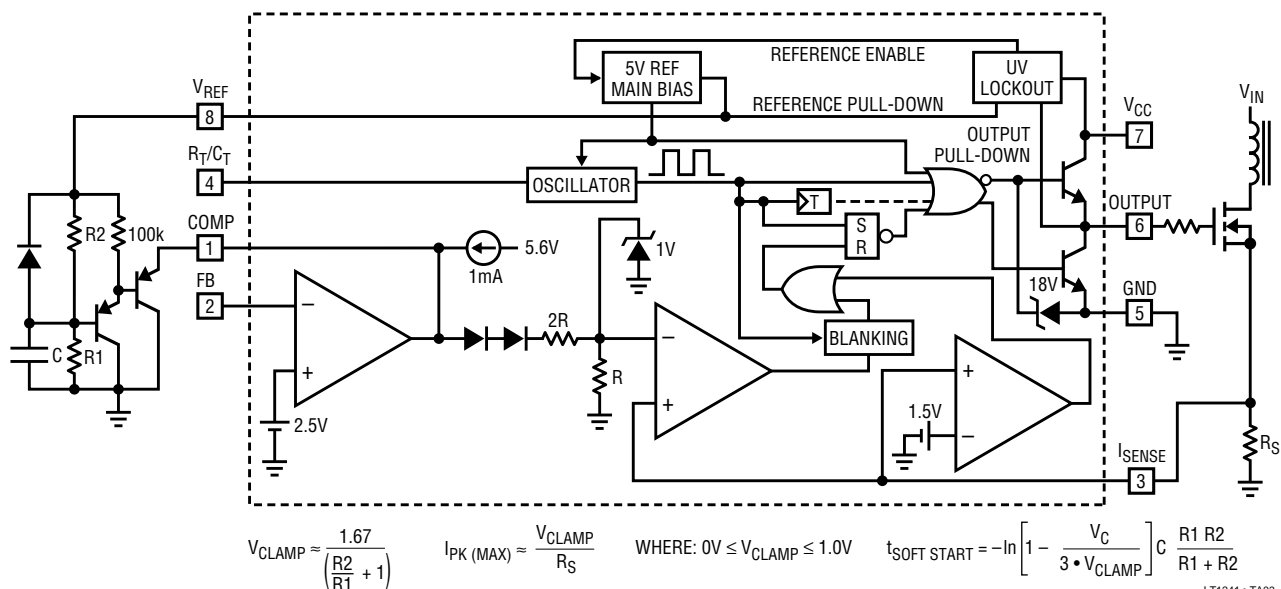 REFERENCE ENABLE
UV
LOCKOUT
5V REF
MAIN BIAS
V_REF
8
REFERENCE PULL-DOWN
V_IN
V_CC
7
R_T/C_T
4
OSCILLATOR
OUTPUT
PULL-DOWN
T
S
R
OUTPUT
6
R2
100k
COMP
1
1mA
5.6V
1V
FB
2
18V
GND
5
C
R1
–
+
2.5V
2R
R
–
+
BLANKING
+
–
1.5V
I_SENSE
3
R_S
V_CLAMP ≈ 1.67 / (R2/R1 + 1)
I_PK (MAX) ≈ V_CLAMP / R_S
WHERE: 0V ≤ V_CLAMP ≤ 1.0V
t_SOFT START = –ln[1 – V_C / 3 • V_CLAMP] C R1 R2 / R1 + R2